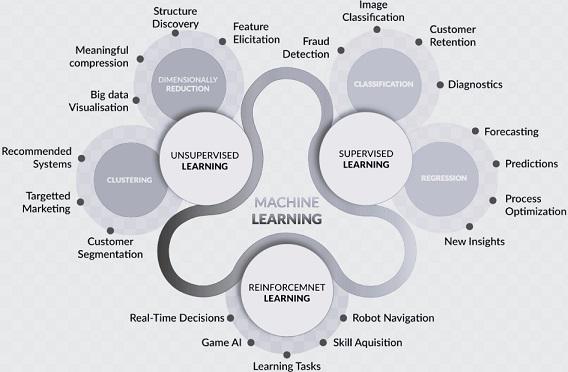 Structure
Discovery
Feature
Elicitation
Meaningful
compression
Big data
Visualisation
DIMENSIONALLY
REDUCTION
Image
Classification
Fraud
Detection
Customer
Retention
Diagnostics
CLASSIFICATION
UNSUPERVISED
LEARNING
SUPERVISED
LEARNING
Recommended
Systems
Targetted
Marketing
Customer
Segmentation
CLUSTERING
REGRESSION
Forecasting
Predictions
Process
Optimization
New Insights
MACHINE
LEARNING
REINFORCEMNET
LEARNING
Real-Time Decisions
Game AI
Learning Tasks
Skill Aquisition
Robot Navigation